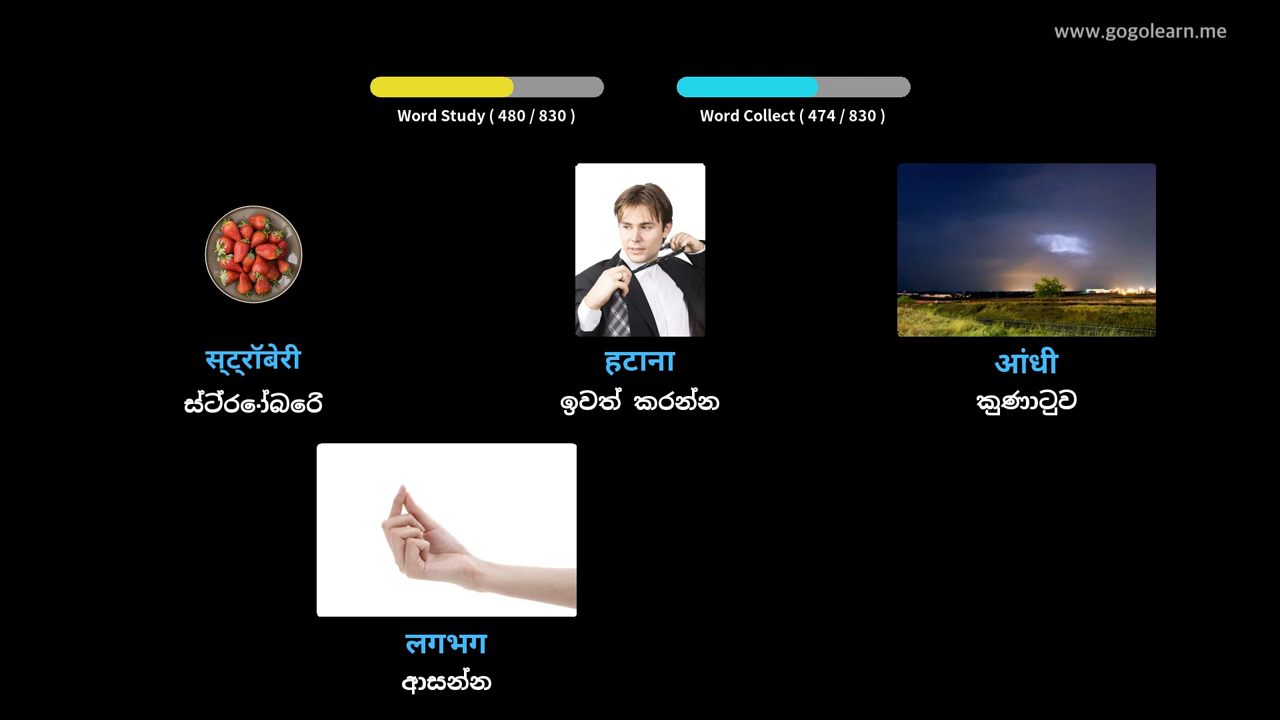 www.gogolearn.me
Word Study ( 480 / 830 )
Word Collect ( 474 / 830 )
स्ट्रॉबेरी
हटाना
आंधी
ස්ට්රෝබෙරි
ඉවත් කරන්න
කුණාටුව
लगभग
ආසන්න